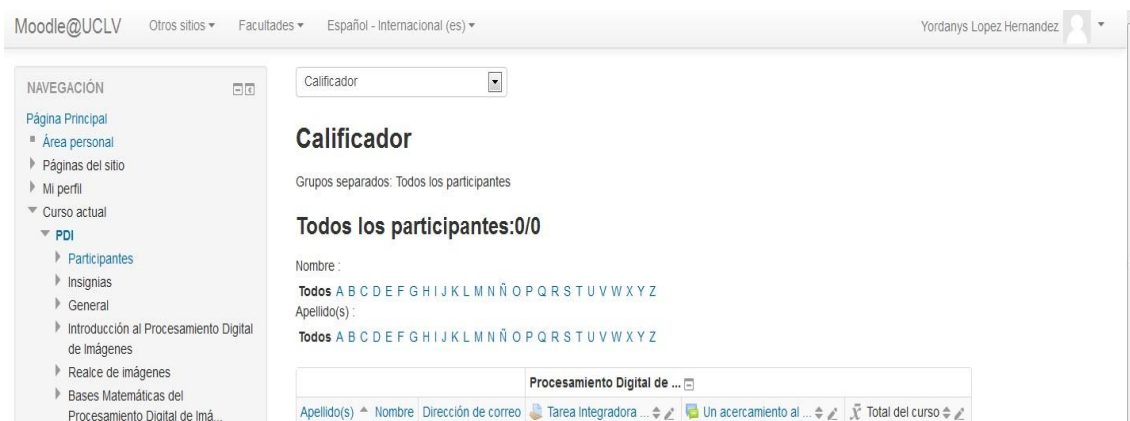 Moodle@UCLV Otros sitios Facultades Español - Internacional (es) Yordanys Lopez Hernandez
NAVEGACIÓN
Página Principal
Área personal
Páginas del sitio
Mi perfil
Curso actual
PDI
Participantes
Insignias
General
Introducción al Procesamiento Digital
de Imágenes
Realce de imágenes
Bases Matemáticas del
Procesamiento Digital de Imá...
Calificador
Calificador
Grupos separados: Todos los participantes
Todos los participantes:0/0
Nombre :
Todos A B C D E F G H I J K L M N Ñ O P Q R S T U V W X Y Z
Apellido(s) :
Todos A B C D E F G H I J K L M N Ñ O P Q R S T U V W X Y Z
Procesamiento Digital de ...
Apellido(s) Nombre Dirección de correo Tarea Integradora ... Un acercamiento al ... x̄ Total del curso